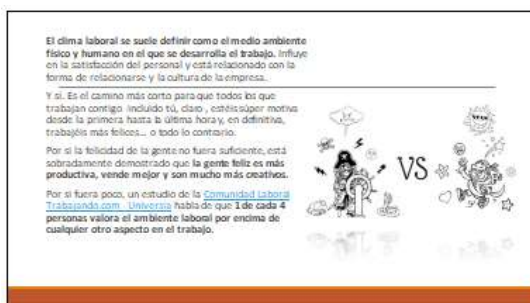 El clima laboral se suele definir como el medio ambiente
físico y humano en el que se desarrolla el trabajo. Influye
en la satisfacción del personal y está relacionado con la
forma de relacionarse y la cultura de la empresa.
Y sí. Es el camino más corto para que todos los que
trabajan contigo incluido tú, claro, estéis súper motiva
desde la primera hasta la última hora y, en definitiva,
trabajéis más felices... o todo lo contrario.
Por si la felicidad de la gente no fuera suficiente, está
sobradamente demostrado que la gente feliz es más
productiva, vende mejor y son mucho más creativos.
Por si fuera poco, un estudio de la Comunidad Laboral
Trabajando.com Universia habla de que 1 de cada 4
personas valora el ambiente laboral por encima de
cualquier otro aspecto en el trabajo.
VS